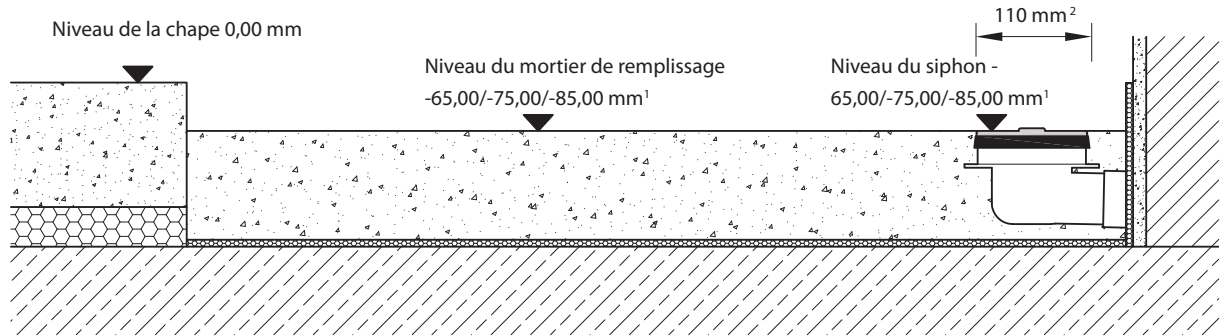 Niveau de la chape 0,00 mm
110 mm²
Niveau du mortier de remplissage
-65,00/-75,00/-85,00 mm¹
Niveau du siphon -
65,00/-75,00/-85,00 mm¹